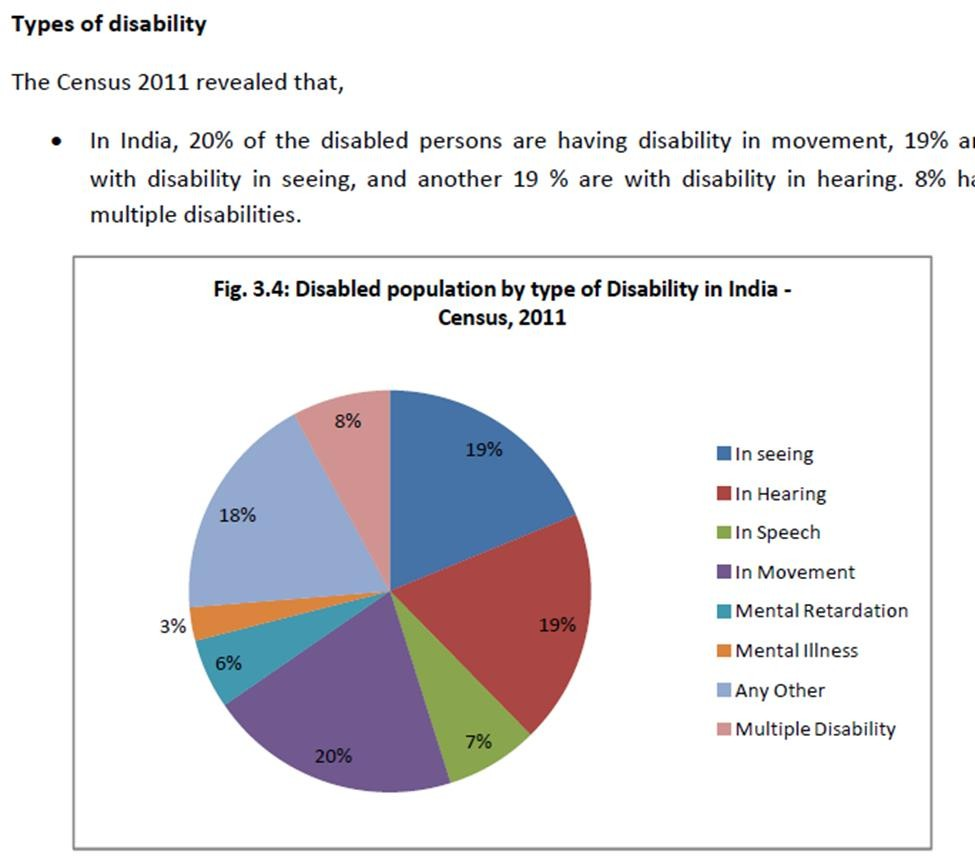 Types of disability
The Census 2011 revealed that,
• In India, 20% of the disabled persons are having disability in movement, 19%
with disability in seeing, and another 19 % are with disability in hearing. 8%
multiple disabilities.
Fig. 3.4: Disabled population by type of Disability in India -
Census, 2011
8%
19%
18%
19%
3%
6%
7%
20%
In seeing
In Hearing
In Speech
In Movement
Mental Retardation
Mental Illness
Any Other
Multiple Disability